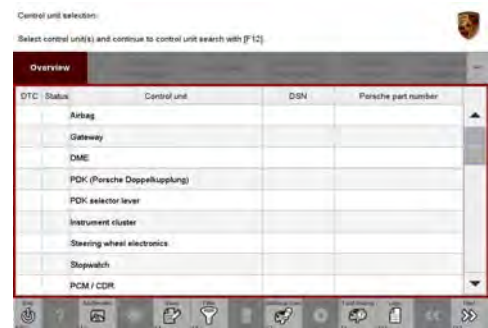 Control unit selection:
Select control unit(s) and continue to control unit search with [F12].
Overview
DTC Status Control unit DSN Porsche part number
Airbag
Gateway
DME
PDK (Porsche Doppelkupplung)
PDK selector lever
Instrument cluster
Steering wheel electronics
Stopwatch
PCM / CDR